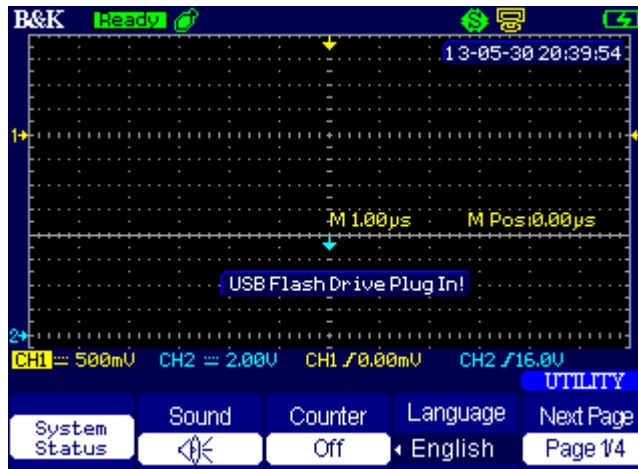 B&K Ready
13-05-30 20:39:54
1
M 1.00µs M Pos:0.00µs
USB Flash Drive Plug In!
2
CH1 500mV CH2 2.00V CH1 0.00mV CH2 16.0V
UTILITY
System Status Sound Counter Language Next Page
Off English Page 1/4